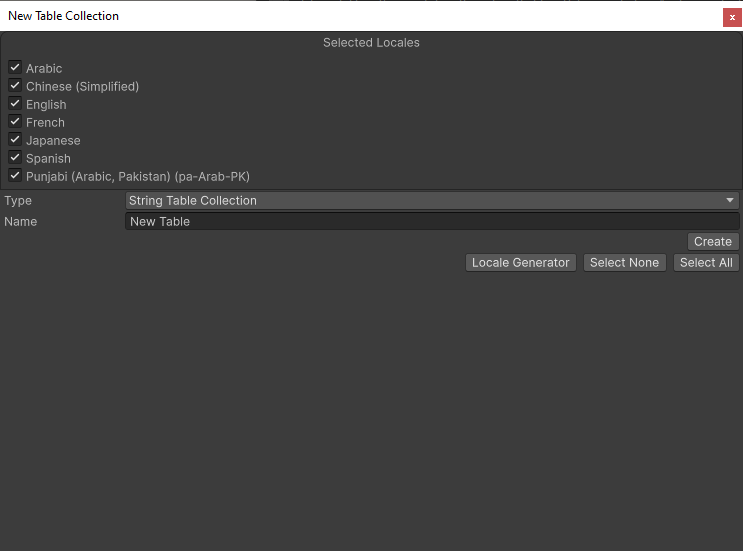 New Table Collection
x
Selected Locales
Arabic
Chinese (Simplified)
English
French
Japanese
Spanish
Punjabi (Arabic, Pakistan) (pa-Arab-PK)
Type String Table Collection
Name New Table
Create
Locale Generator Select None Select All